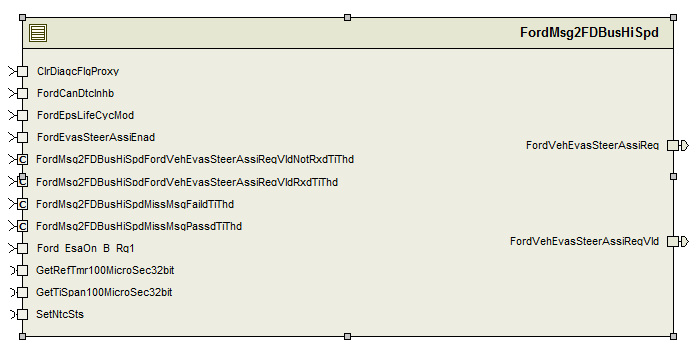 FordMsg2FDBusHiSpd
ClrDiagcFlgProxy
FordCanDtcInhb
FordEpsLifeCycMod
FordEvasSteerAssiEnad
FordVehEvasSteerAssiReq
FordMsg2FDBusHiSpdFordVehEvasSteerAssiReqVldNotRxdTiThd
C
FordMsg2FDBusHiSpdFordVehEvasSteerAssiReqVldRxdTiThd
C
FordMsg2FDBusHiSpdMissMsgFaildTiThd
C
FordMsg2FDBusHiSpdMissMsgPassdTiThd
C
Ford_EsaOn_B_Rq1
FordVehEvasSteerAssiReqVld
GetRefTmr100MicroSec32bit
GetTiSpan100MicroSec32bit
SetNtcSts